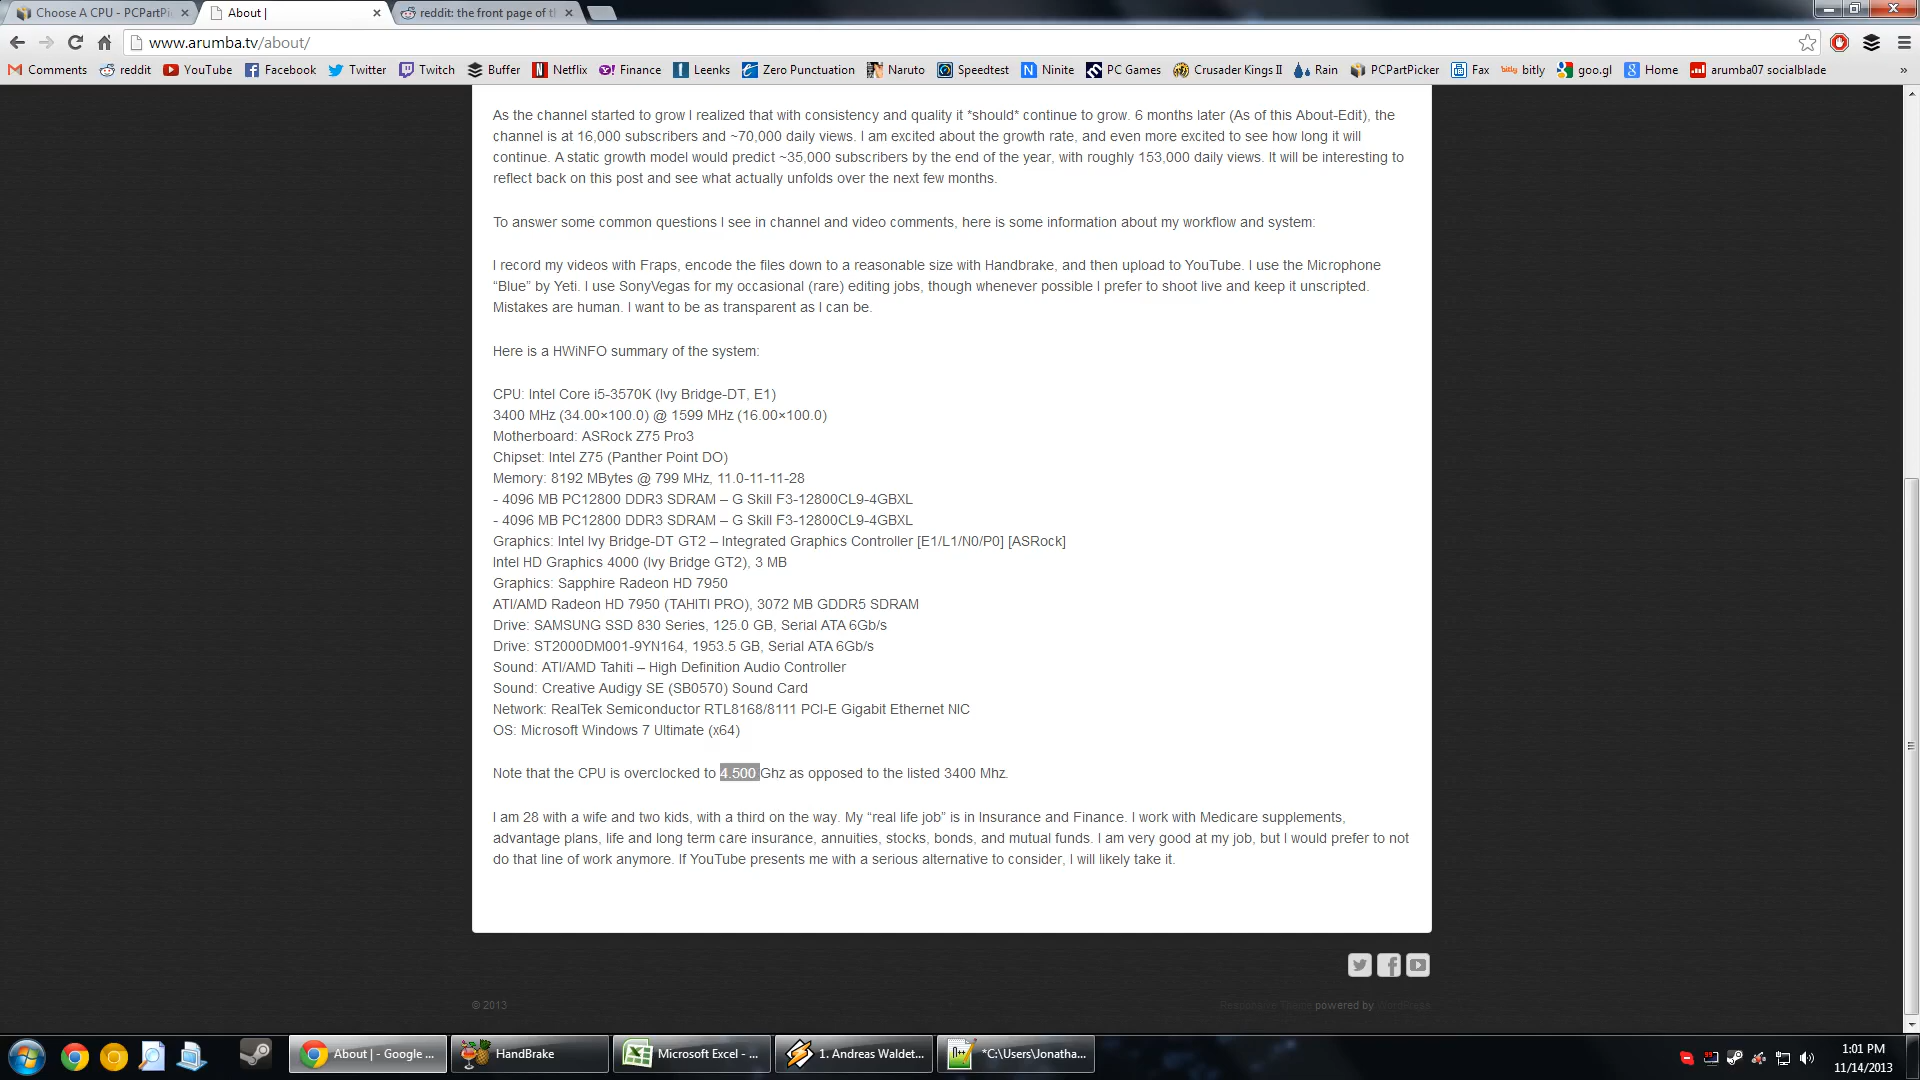 Choose A CPU - PCPartPi
About |
reddit: the front page of th
www.arumba.tv/about/
Comments reddit YouTube Facebook Twitter Twitch Buffer Netflix Finance Leenks Zero Punctuation Naruto Speedtest Ninite PC Games Crusader Kings II Rain PCPartPicker Fax bitly bitly goo.gl Home arumba07 socialblade »
As the channel started to grow I realized that with consistency and quality it *should* continue to grow. 6 months later (As of this About-Edit), the
channel is at 16,000 subscribers and ~70,000 daily views. I am excited about the growth rate, and even more excited to see how long it will
continue. A static growth model would predict ~35,000 subscribers by the end of the year, with roughly 153,000 daily views. It will be interesting to
reflect back on this post and see what actually unfolds over the next few months.
To answer some common questions I see in channel and video comments, here is some information about my workflow and system:
I record my videos with Fraps, encode the files down to a reasonable size with Handbrake, and then upload to YouTube. I use the Microphone
“Blue” by Yeti. I use SonyVegas for my occasional (rare) editing jobs, though whenever possible I prefer to shoot live and keep it unscripted.
Mistakes are human. I want to be as transparent as I can be.
Here is a HWiNFO summary of the system:
CPU: Intel Core i5-3570K (Ivy Bridge-DT, E1)
3400 MHz (34.00×100.0) @ 1599 MHz (16.00×100.0)
Motherboard: ASRock Z75 Pro3
Chipset: Intel Z75 (Panther Point DO)
Memory: 8192 MBytes @ 799 MHz, 11.0-11-11-28
- 4096 MB PC12800 DDR3 SDRAM – G Skill F3-12800CL9-4GBXL
- 4096 MB PC12800 DDR3 SDRAM – G Skill F3-12800CL9-4GBXL
Graphics: Intel Ivy Bridge-DT GT2 – Integrated Graphics Controller [E1/L1/N0/P0] [ASRock]
Intel HD Graphics 4000 (Ivy Bridge GT2), 3 MB
Graphics: Sapphire Radeon HD 7950
ATI/AMD Radeon HD 7950 (TAHITI PRO), 3072 MB GDDR5 SDRAM
Drive: SAMSUNG SSD 830 Series, 125.0 GB, Serial ATA 6Gb/s
Drive: ST2000DM001-9YN164, 1953.5 GB, Serial ATA 6Gb/s
Sound: ATI/AMD Tahiti – High Definition Audio Controller
Sound: Creative Audigy SE (SB0570) Sound Card
Network: RealTek Semiconductor RTL8168/8111 PCI-E Gigabit Ethernet NIC
OS: Microsoft Windows 7 Ultimate (x64)
Note that the CPU is overclocked to 4.500 Ghz as opposed to the listed 3400 Mhz.
I am 28 with a wife and two kids, with a third on the way. My “real life job” is in Insurance and Finance. I work with Medicare supplements,
advantage plans, life and long term care insurance, annuities, stocks, bonds, and mutual funds. I am very good at my job, but I would prefer to not
do that line of work anymore. If YouTube presents me with a serious alternative to consider, I will likely take it.
© 2013
Responsive Theme powered by WordPress
About | - Google ...
HandBrake
Microsoft Excel - ...
1. Andreas Waldet...
*C:\Users\Jonatha...
1:01 PM
11/14/2013